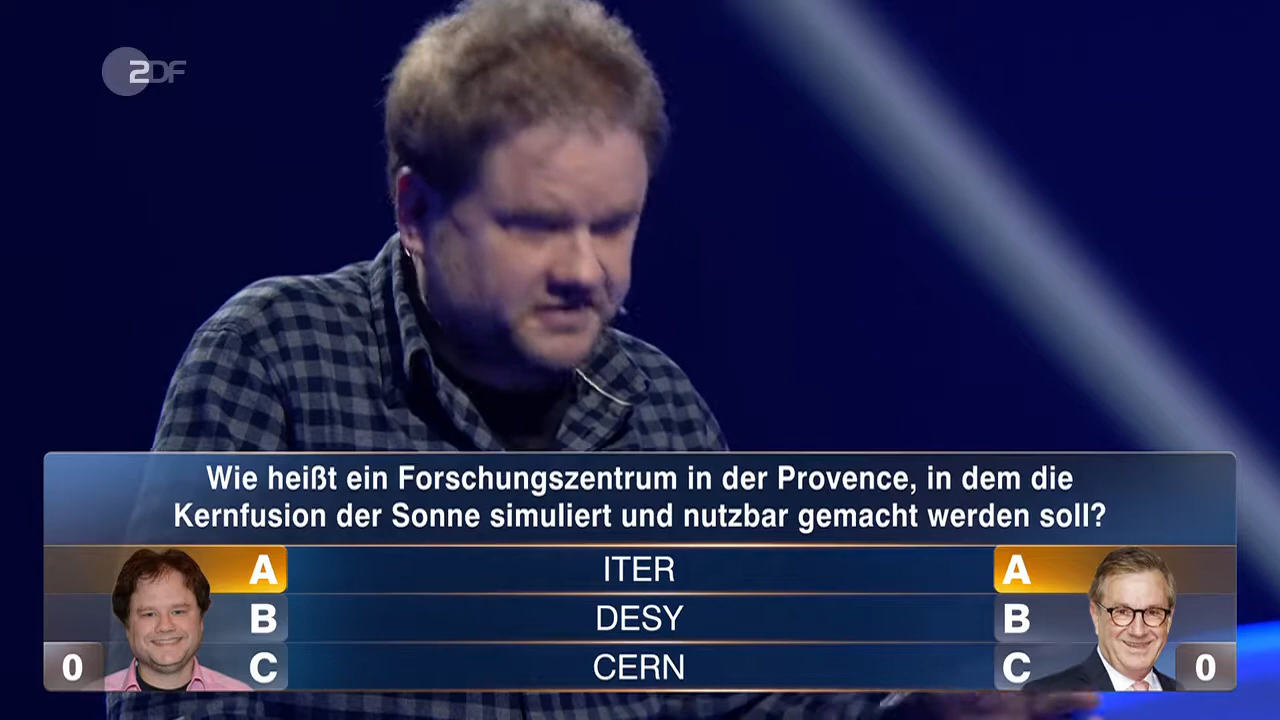 ZDF
Wie heißt ein Forschungszentrum in der Provence, in dem die
Kernfusion der Sonne simuliert und nutzbar gemacht werden soll?
A ITER A
B DESY B
0 C CERN C 0